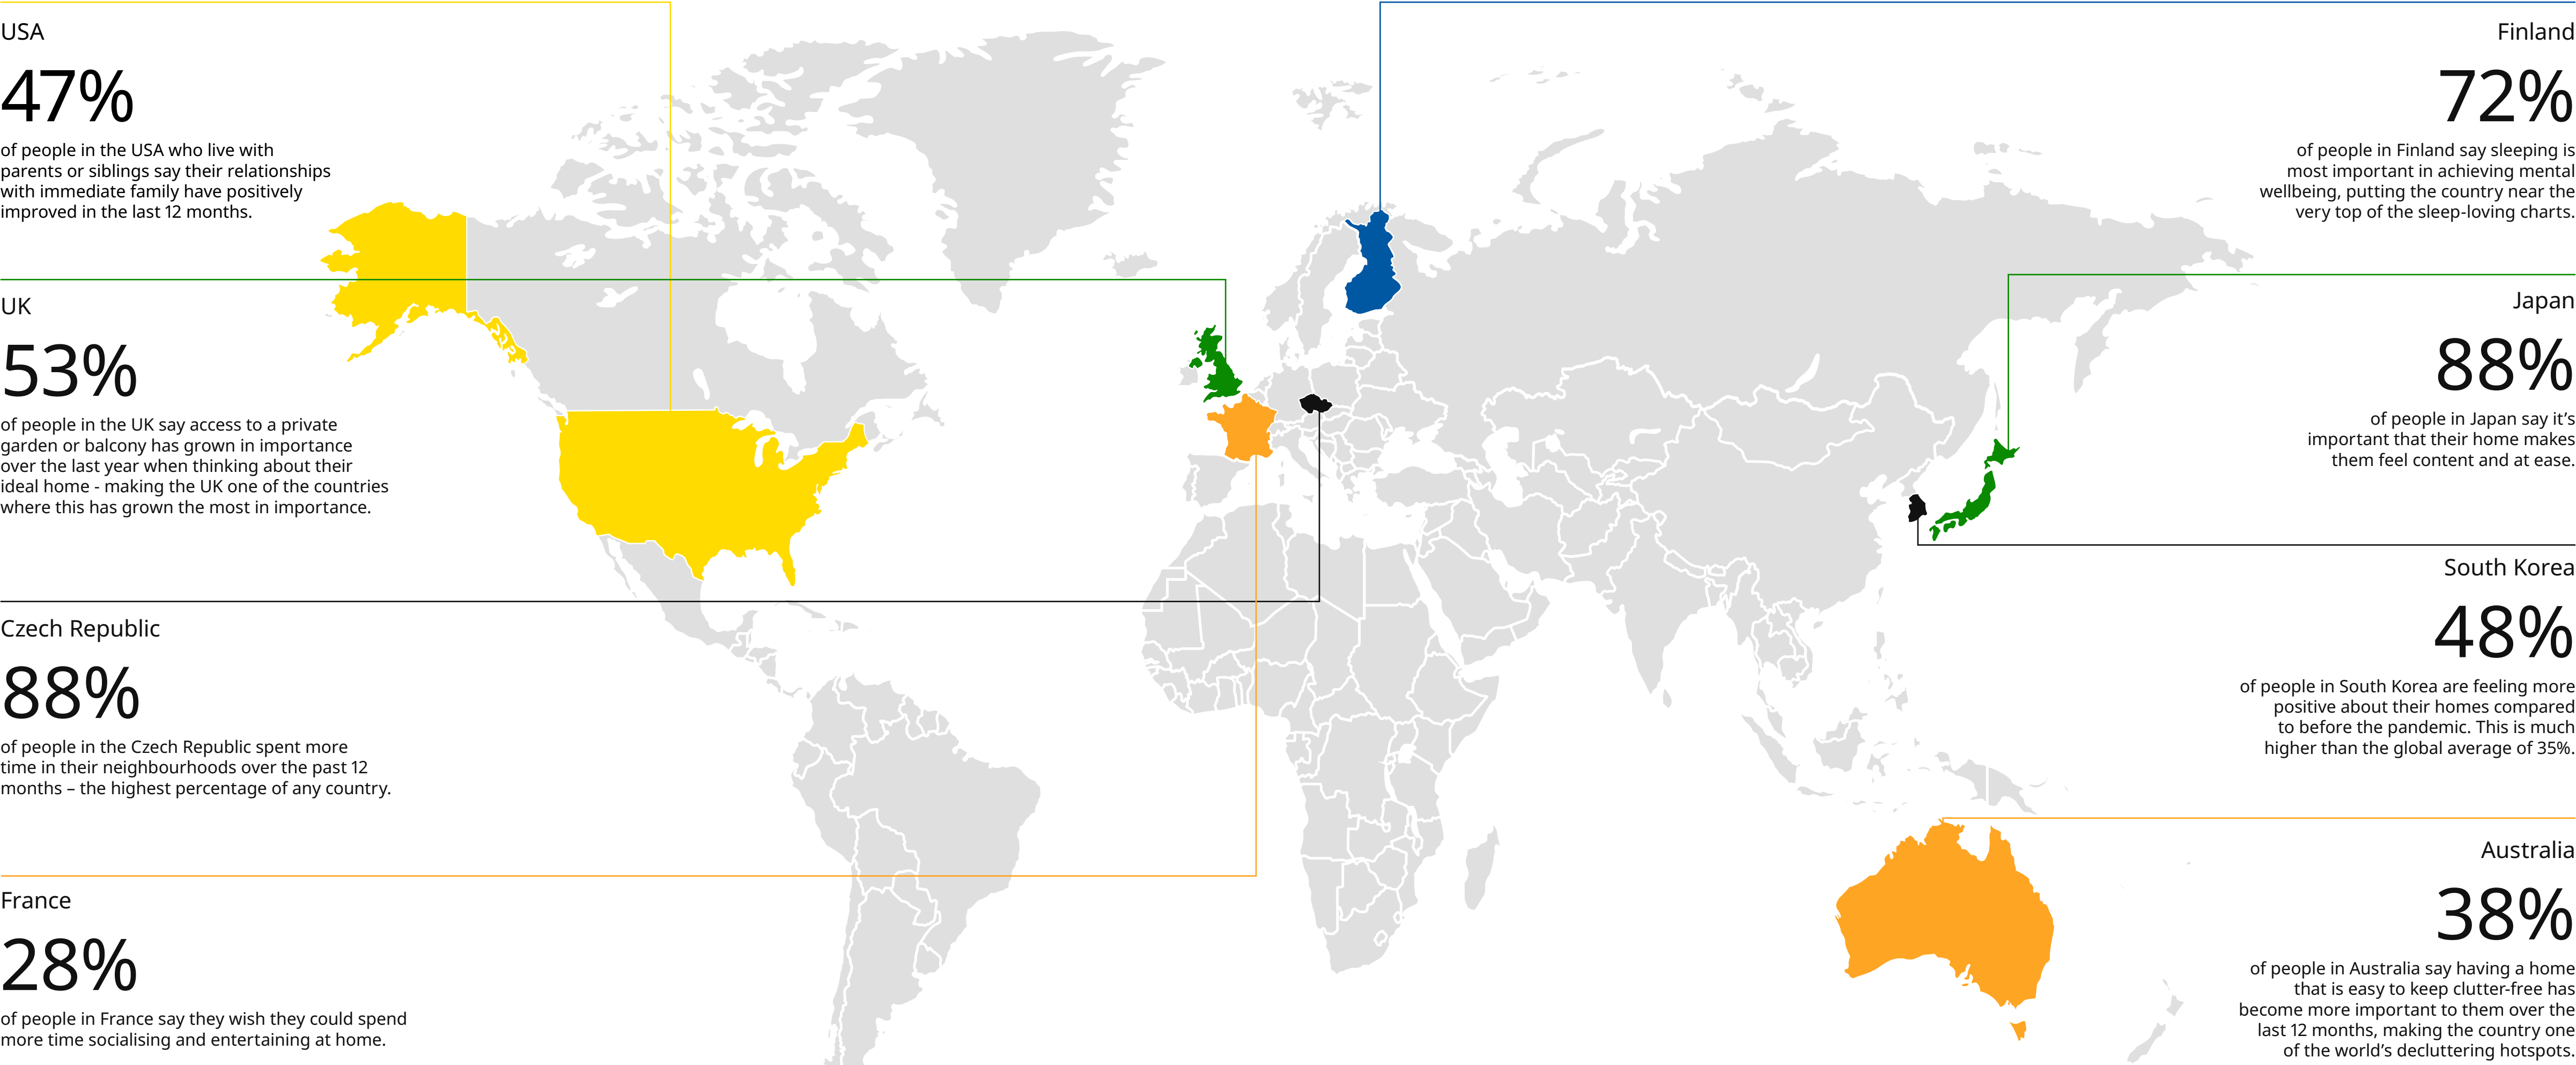 USA
47%
of people in the USA who live with
parents or siblings say their relationships
with immediate family have positively
improved in the last 12 months.
UK
53%
of people in the UK say access to a private
garden or balcony has grown in importance
over the last year when thinking about their
ideal home - making the UK one of the countries
where this has grown the most in importance.
Czech Republic
88%
of people in the Czech Republic spent more
time in their neighbourhoods over the past 12
months – the highest percentage of any country.
France
28%
of people in France say they wish they could spend
more time socialising and entertaining at home.
Finland
72%
of people in Finland say sleeping is
most important in achieving mental
wellbeing, putting the country near the
very top of the sleep-loving charts.
Japan
88%
of people in Japan say it’s
important that their home makes
them feel content and at ease.
South Korea
48%
of people in South Korea are feeling more
positive about their homes compared
to before the pandemic. This is much
higher than the global average of 35%.
Australia
38%
of people in Australia say having a home
that is easy to keep clutter-free has
become more important to them over the
last 12 months, making the country one
of the world’s decluttering hotspots.